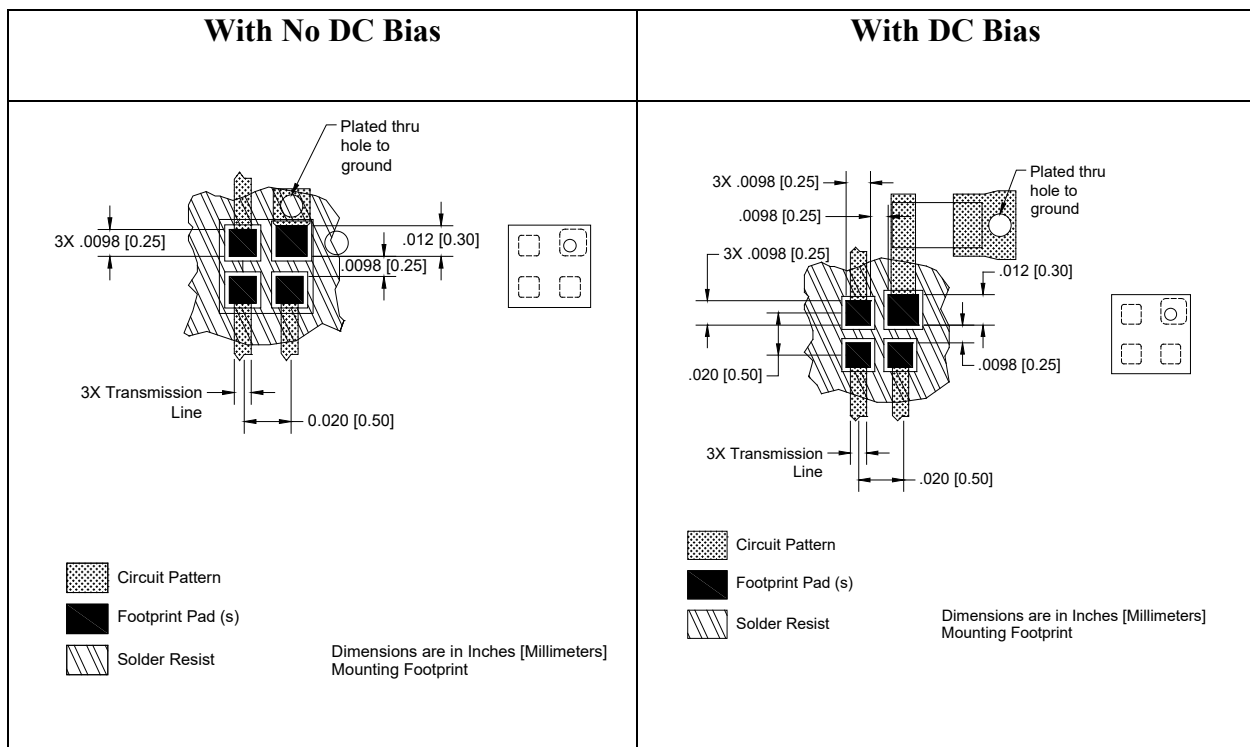 With No DC Bias
With DC Bias
Plated thru
hole to
ground
3X .0098 [0.25]
.012 [0.30]
.0098 [0.25]
3X Transmission
Line
0.020 [0.50]
Circuit Pattern
Footprint Pad (s)
Solder Resist
Dimensions are in Inches [Millimeters]
Mounting Footprint
3X .0098 [0.25]
.0098 [0.25]
3X .0098 [0.25]
Plated thru
hole to
ground
.012 [0.30]
.020 [0.50]
.0098 [0.25]
3X Transmission
Line
.020 [0.50]
Circuit Pattern
Footprint Pad (s)
Solder Resist
Dimensions are in Inches [Millimeters]
Mounting Footprint